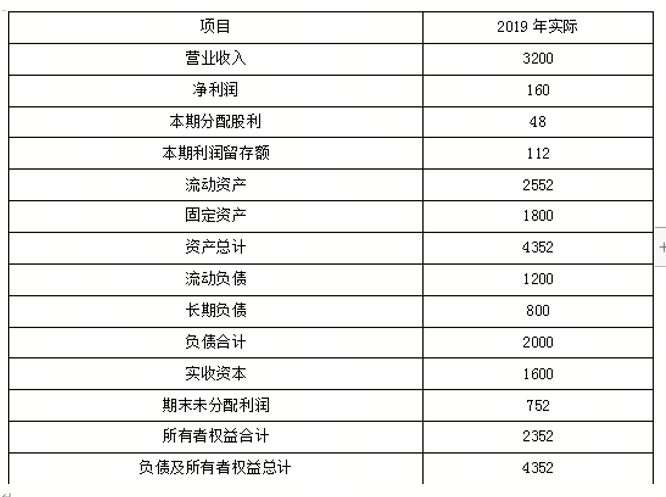 项目 2019 年实际
营业收入 3200
净利润 160
本期分配股利 48
本期利润留存额 112
流动资产 2552
固定资产 1800
资产总计 4352
流动负债 1200
长期负债 800
负债合计 2000
实收资本 1600
期末未分配利润 752
所有者权益合计 2352
负债及所有者权益总计 4352